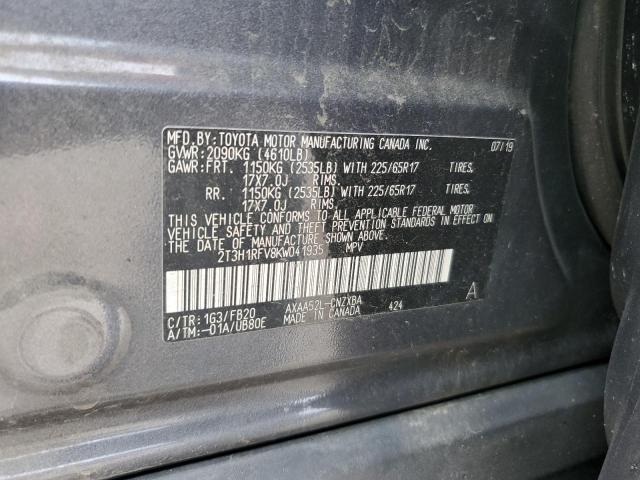 MFD. BY: TOYOTA MOTOR MANUFACTURING CANADA INC. 07/19
GVWR: 2090KG (4610LB)
GAWR: FRT. 1150KG (2535LB) WITH 225/65R17 TIRES.
17X7.0J RIMS.
RR. 1150KG (2535LB) WITH 225/65R17 TIRES.
17X7.0J RIMS.
THIS VEHICLE CONFORMS TO ALL APPLICABLE FEDERAL MOTOR
VEHICLE SAFETY AND THEFT PREVENTION STANDARDS IN EFFECT ON
THE DATE OF MANUFACTURE SHOWN ABOVE.
2T3H1RFV8KW041935 MPV
C/TR: 1G3/FB20 AXAA52L-CNZXBA A
A/TM: -01A/UB80E MADE IN CANADA 424